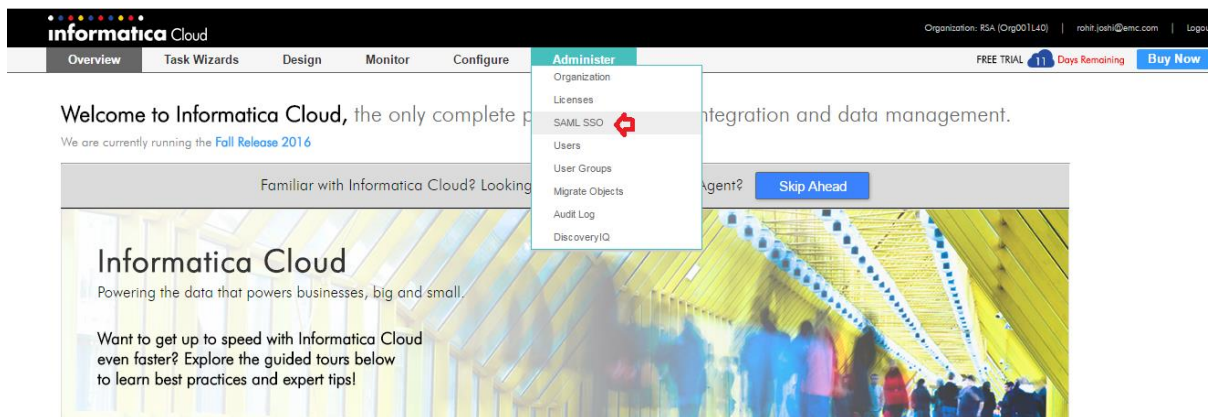 informatica Cloud
Organization: RSA (Org001L40) | rohit.joshi@emc.com | Logou
Overview Task Wizards Design Monitor Configure Administer FREE TRIAL 11 Days Remaining Buy Now
Organization
Licenses
SAML SSO
Users
User Groups
Migrate Objects
Audit Log
DiscoveryIQ
Welcome to Informatica Cloud, the only complete p ntegration and data management.
We are currently running the Fall Release 2016
Familiar with Informatica Cloud? Looking Agent? Skip Ahead
Informatica Cloud
Powering the data that powers businesses, big and small.
Want to get up to speed with Informatica Cloud
even faster? Explore the guided tours below
to learn best practices and expert tips!